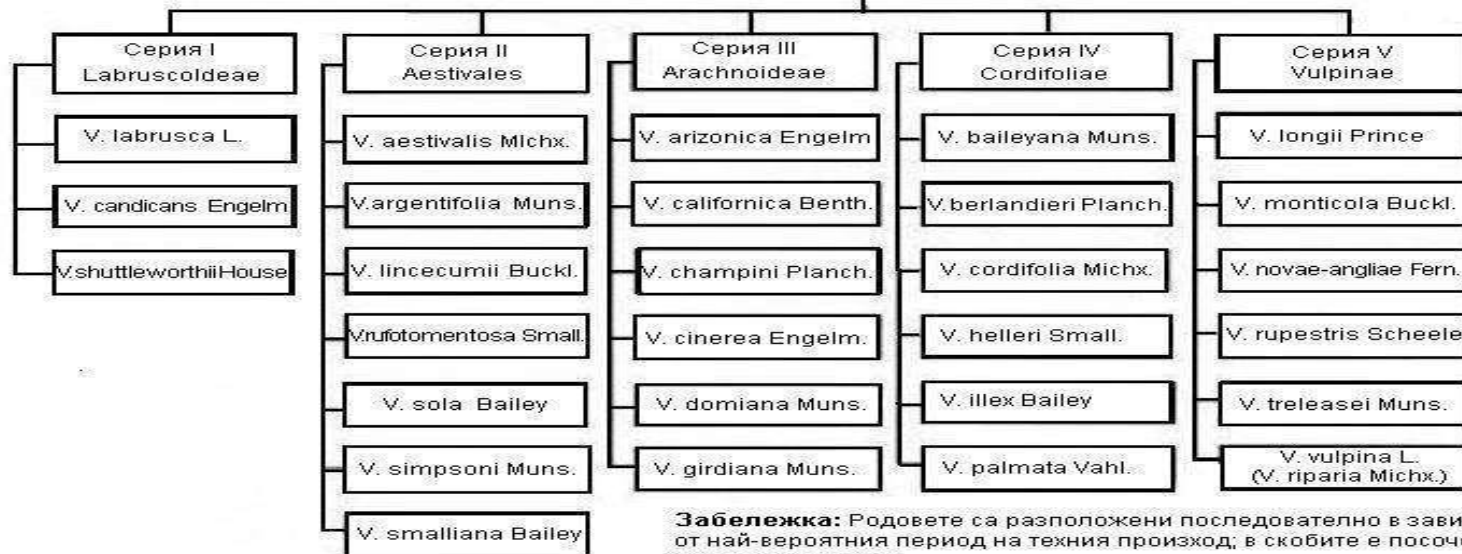 Серия I
Labruscoldeae
V. labrusca L.
V. candicans Engelm
V.shuttleworthii House
Серия II
Aestivales
V. aestivalis Michx.
V.argentifolia Muns.
V. lincecumii Buckl.
V.rufotomentosa Small.
V. sola Bailey
V. simpsoni Muns.
V. smalliana Bailey
Серия III
Arachnoideae
V. arizonica Engelm
V. californica Benth.
V. champini Planch.
V. cinerea Engelm.
V. domiana Muns.
V. girdiana Muns.
Серия IV
Cordifoliae
V. baileyana Muns.
V.berlandieri Planch.
V. cordifolia Michx.
V. helleri Small.
V. illex Bailey
V. palmata Vahl.
Серия V
Vulpinae
V. longii Prince
V. monticola Buckl.
V. novae-angliae Fern.
V. rupestris Scheele
V. treleasei Muns.
V. vulpina L.
(V. riparia Michx.)
Забележка: Родовете са разположени последователно в зави
от най-вероятния период на техния произход; в скобите е посоч